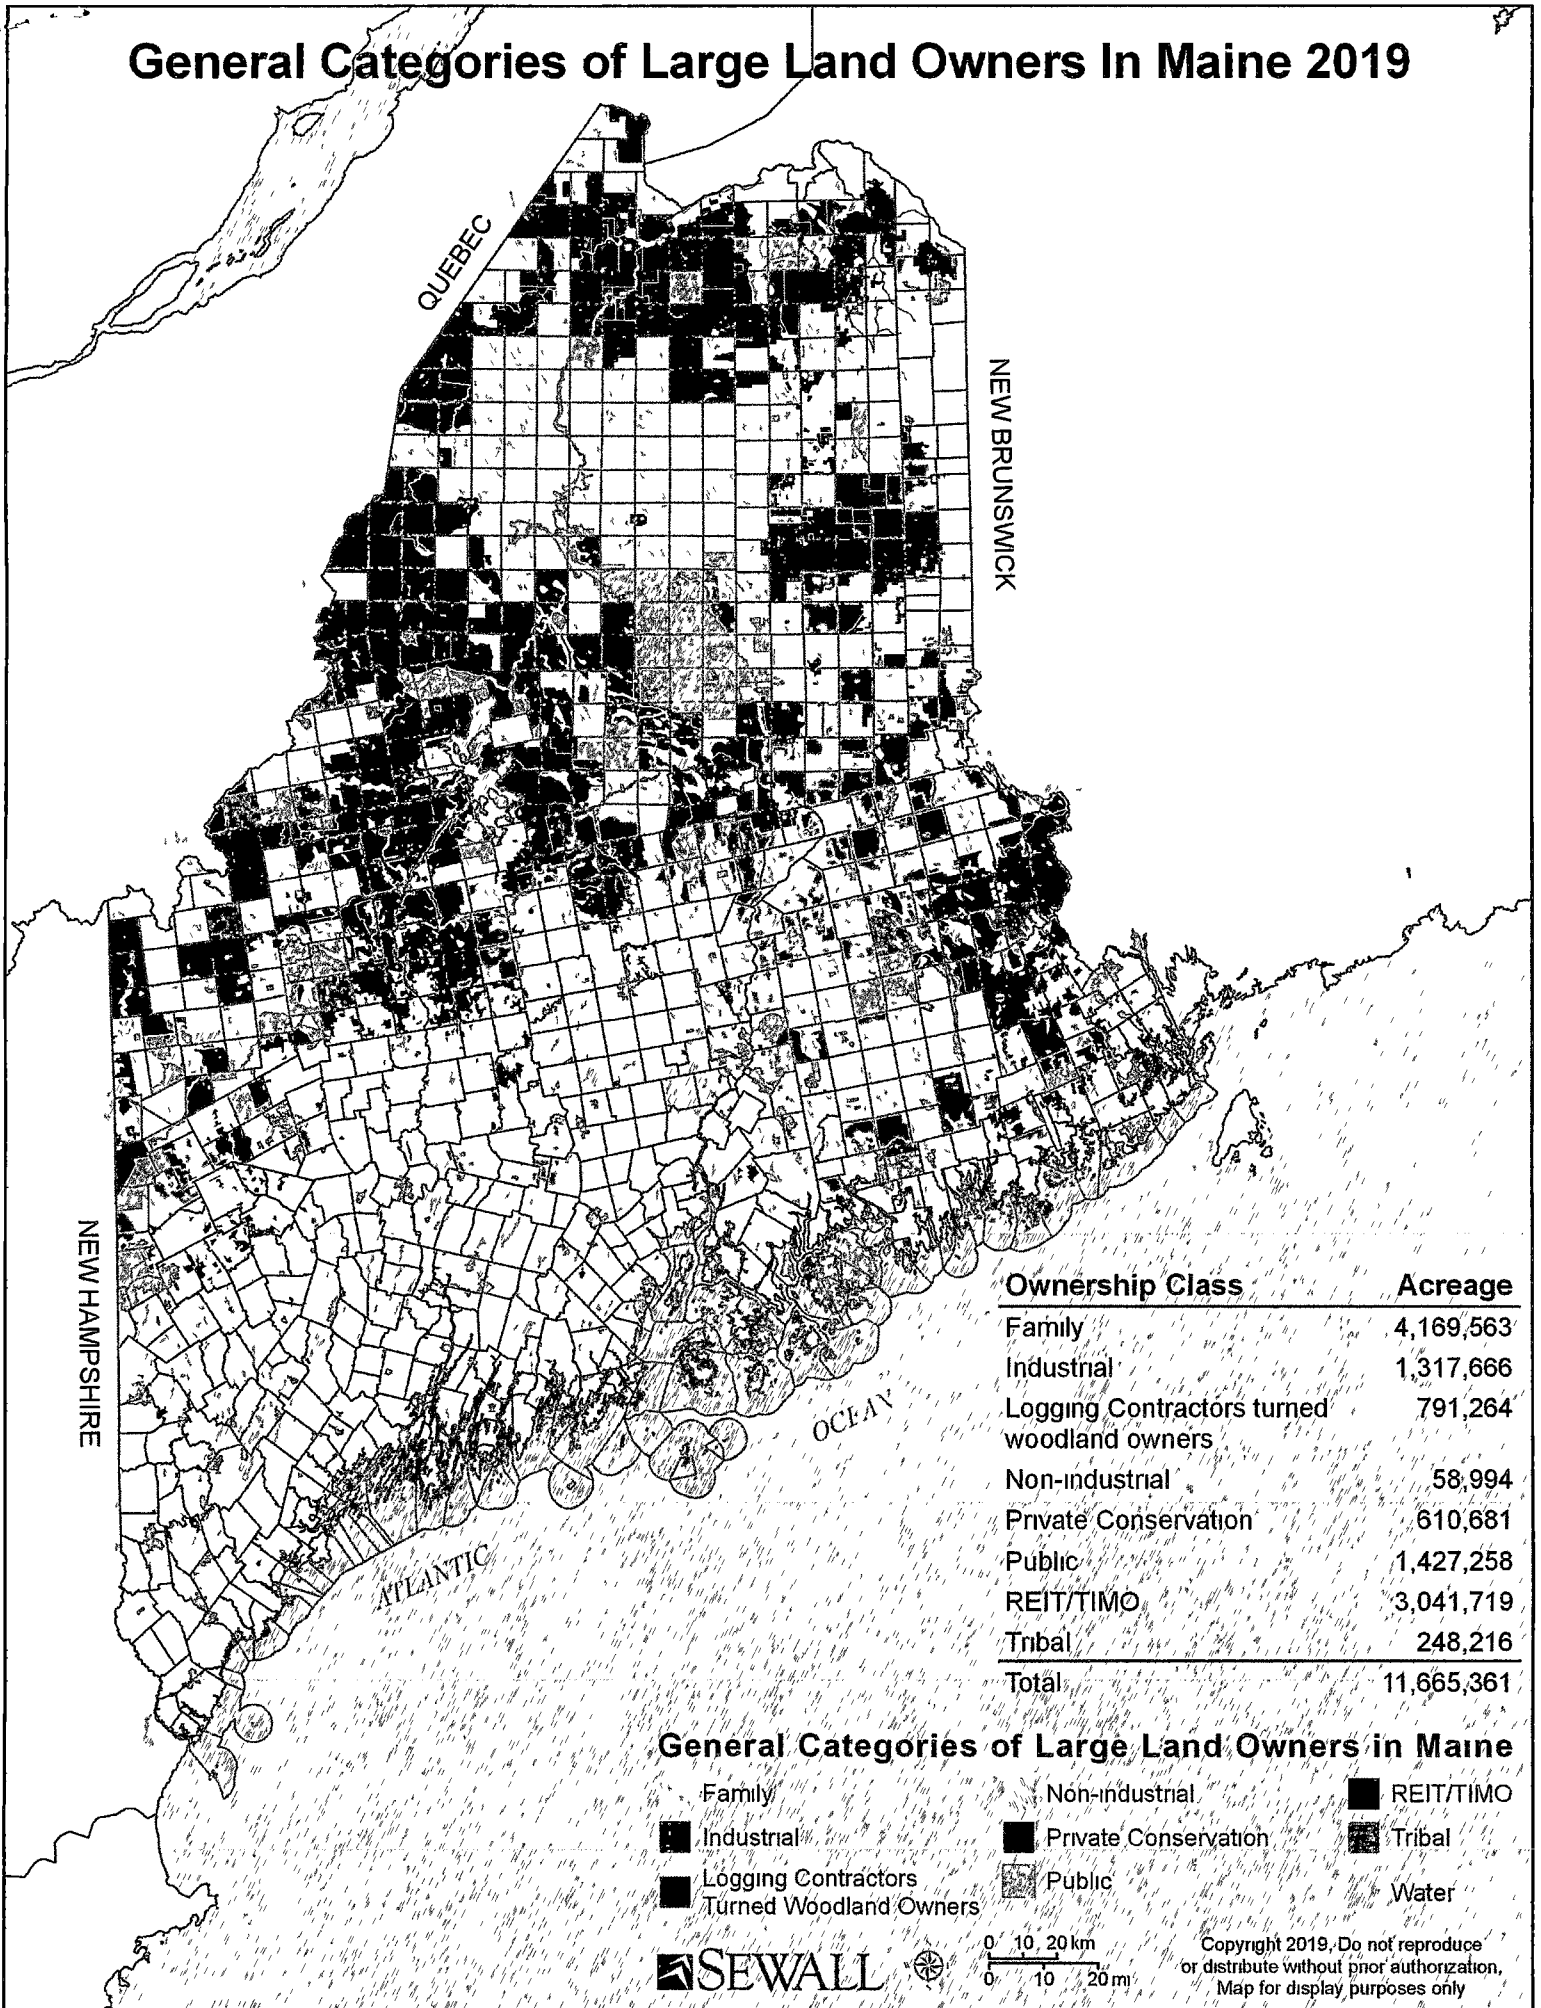 General Categories of Large Land Owners In Maine 2019
QUEBEC
NEW BRUNSWICK
NEW HAMPSHIRE
Ownership Class Acreage
Family 4,169,563
Industrial 1,317,666
Logging Contractors turned 791,264
woodland owners
Non-industrial 58,994
Private Conservation 610,681
Public 1,427,258
REIT/TIMO 3,041,719
Tribal 248,216
Total 11,665,361
OCEAN
ATLANTIC
General Categories of Large Land Owners in Maine
Family Non-industrial REIT/TIMO
Industrial Private Conservation Tribal
Logging Contractors Public Water
Turned Woodland Owners
SEWALL
0 10 20 km
0 10 20 mi
Copyright 2019, Do not reproduce
or distribute without prior authorization,
Map for display purposes only